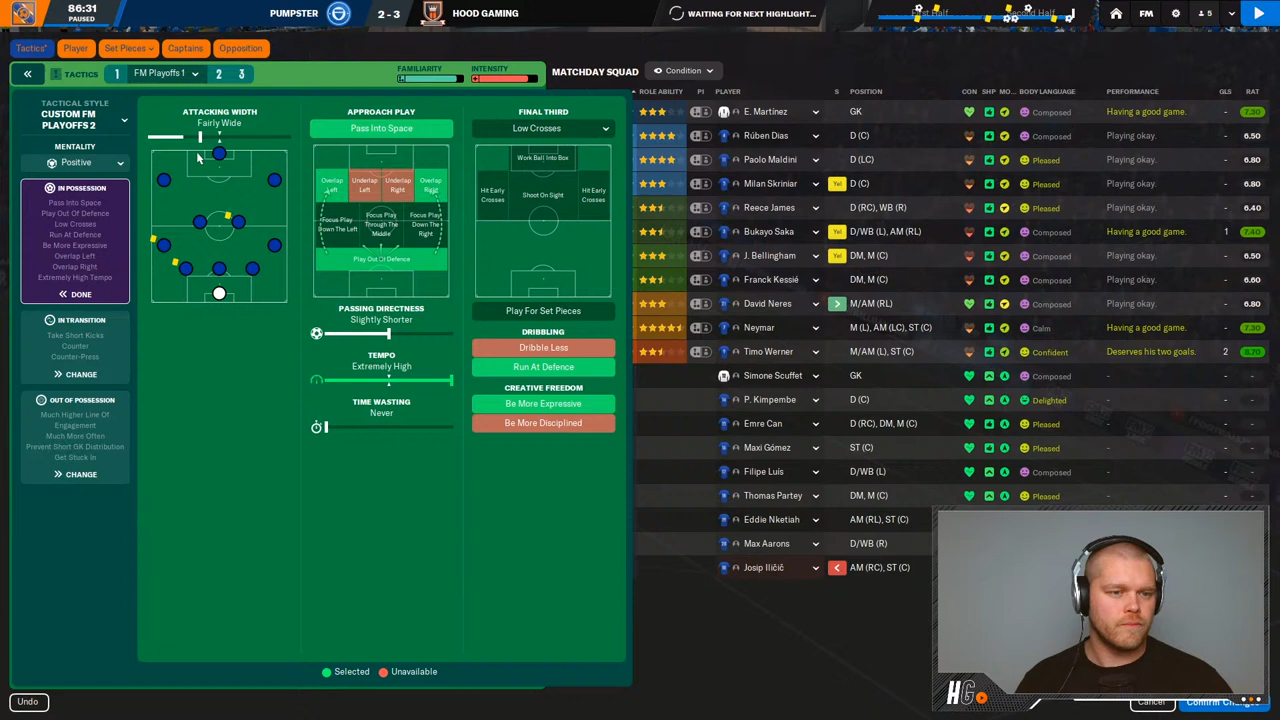 86:31
PAUSED
PUMPSTER
2 - 3
HOOD GAMING
WAITING FOR NEXT HIGHLIGHT...
FM
5
Tactics*
Player
Set Pieces
Captains
Opposition
TACTICS
1
FM Playoffs 1
2
3
FAMILIARITY
INTENSITY
MATCHDAY SQUAD
Condition
TACTICAL STYLE
CUSTOM FM
PLAYOFFS 2
MENTALITY
Positive
IN POSSESSION
Pass Into Space
Play Out Of Defence
Low Crosses
Run At Defence
Be More Expressive
Overlap Left
Overlap Right
Extremely High Tempo
DONE
IN TRANSITION
Take Short Kicks
Counter
Counter-Press
CHANGE
OUT OF POSSESSION
Much Higher Line Of
Engagement
Much More Often
Prevent Short GK Distribution
Get Stuck In
CHANGE
ATTACKING WIDTH
Fairly Wide
APPROACH PLAY
Pass Into Space
Overlap
Left
Underlap
Left
Underlap
Right
Overlap
Right
Focus Play
Down The Left
Focus Play
Through The
Middle
Focus Play
Down The
Right
Play Out Of Defence
PASSING DIRECTNESS
Slightly Shorter
TEMPO
Extremely High
TIME WASTING
Never
FINAL THIRD
Low Crosses
Work Ball Into Box
Hit Early
Crosses
Shoot On Sight
Hit Early
Crosses
Play For Set Pieces
DRIBBLING
Dribble Less
Run At Defence
CREATIVE FREEDOM
Be More Expressive
Be More Disciplined
Selected
Unavailable
Undo
ROLE ABILITY PI PLAYER S POSITION CON SHP MO... BODY LANGUAGE PERFORMANCE GLS RAT
E. Martínez GK Composed Having a good game. - 7.30
Rúben Dias D (C) Composed Playing okay. - 6.50
Paolo Maldini D (LC) Pleased Playing okay. - 6.80
Milan Skriniar Yel D (C) Pleased Playing okay. - 6.80
Reece James D (RC), WB (R) Pleased Playing okay. - 6.40
Bukayo Saka Yel D/WB (L), AM (RL) Composed Having a good game. 1 7.40
J. Bellingham Yel DM, M (C) Composed Playing okay. - 6.50
Franck Kessié DM, M (C) Composed Playing okay. - 6.80
David Neres M/AM (RL) Pleased Playing okay. - 6.80
Neymar M (L), AM (LC), ST (C) Calm Having a good game. - 7.30
Timo Werner M/AM (L), ST (C) Confident Deserves his two goals. 2 8.70
Simone Scuffet GK Composed - - -
P. Kimpembe D (C) Delighted - - -
Emre Can D (RC), DM, M (C) Pleased - - -
Maxi Gómez ST (C) Pleased - - -
Filipe Luís D/WB (L) Composed - - -
Thomas Partey DM, M (C) Pleased - - -
Eddie Nketiah AM (RL), ST (C)
Max Aarons D/WB (R)
Josip Iličić AM (RC), ST (C)
Cancel
Confirm Changes
HG